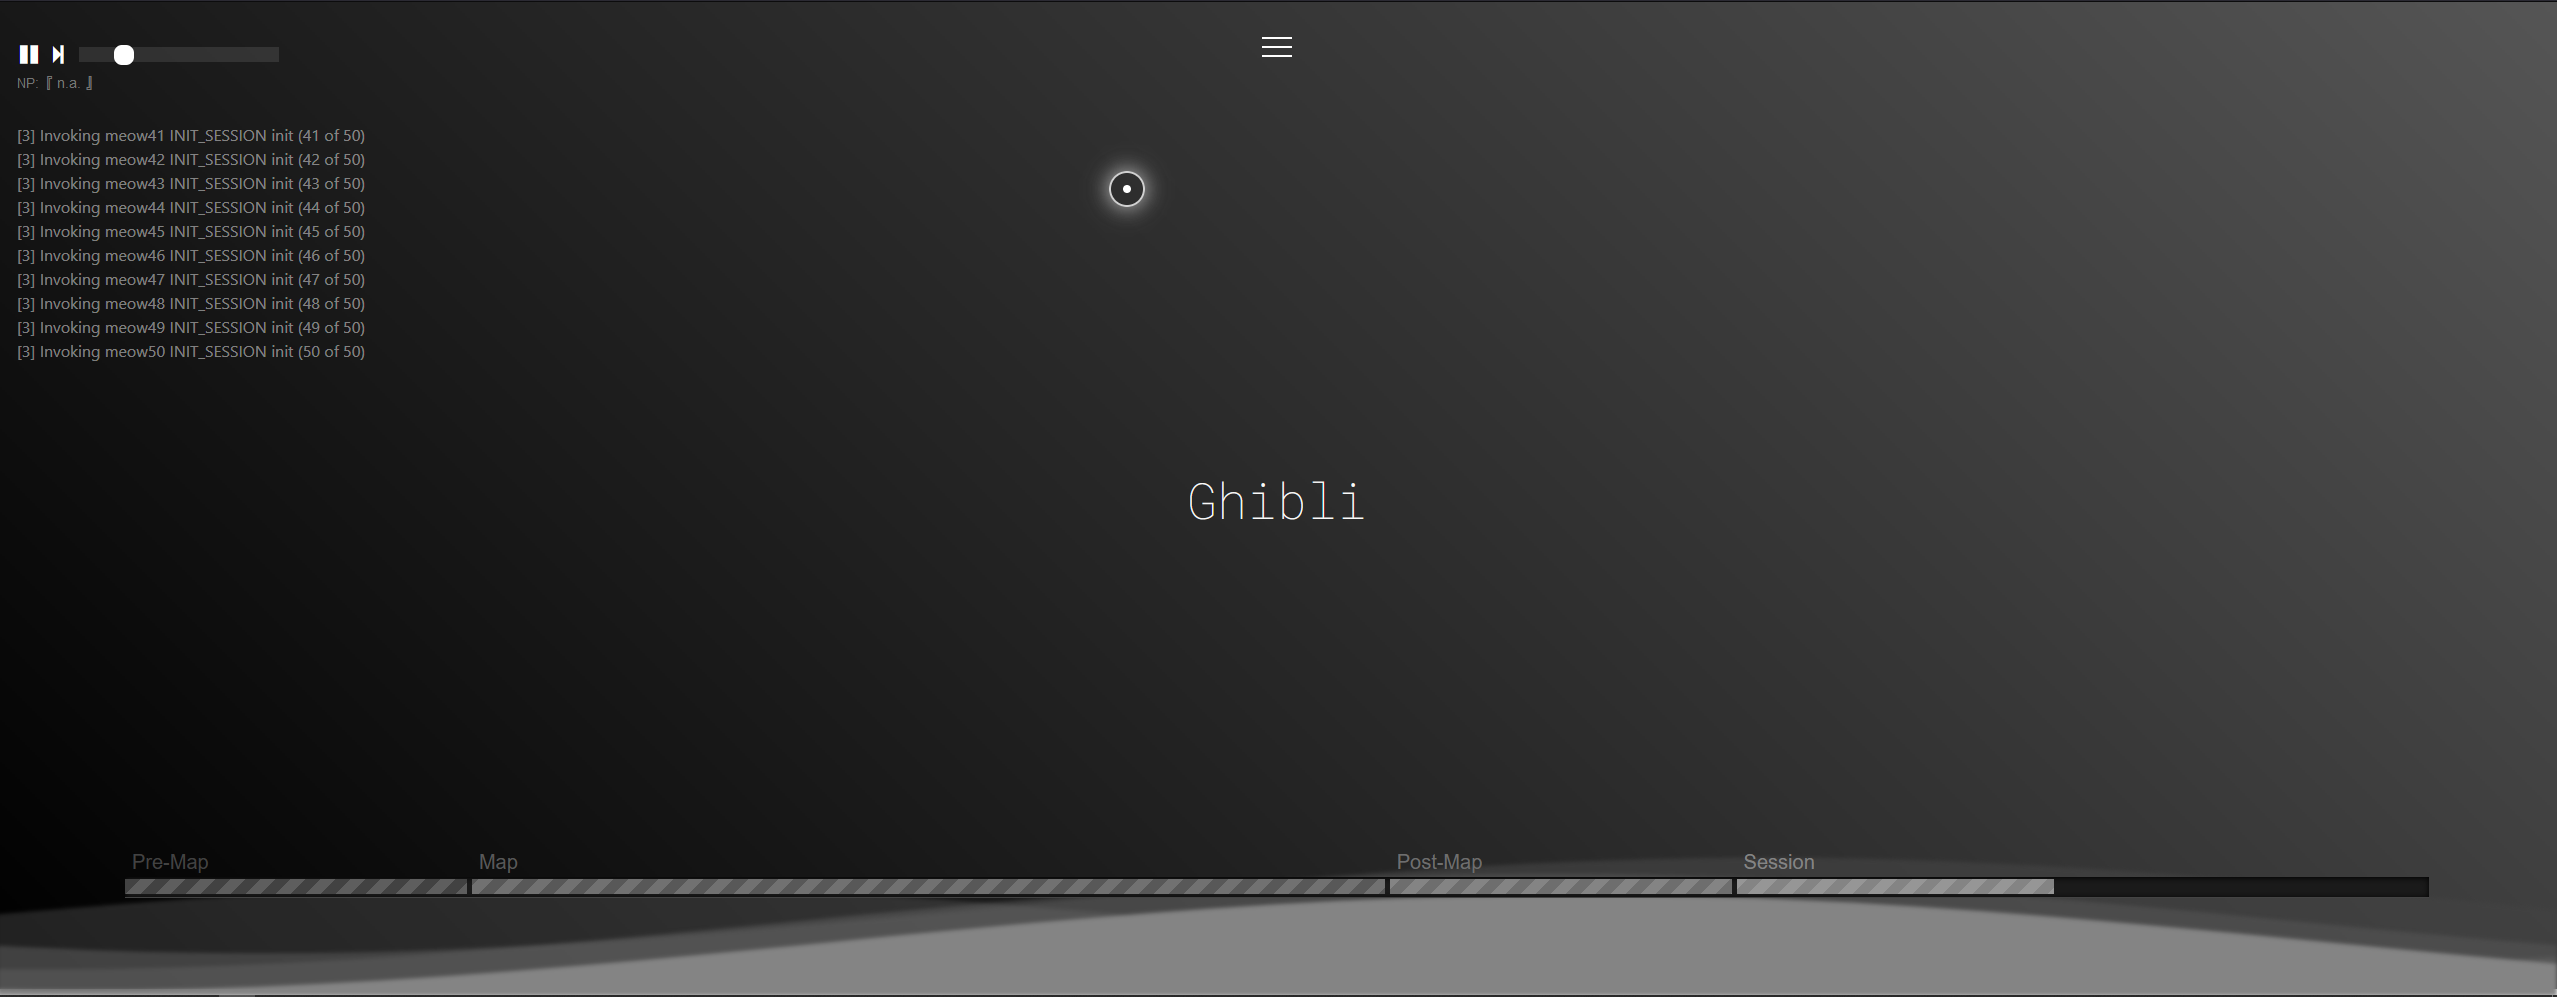 NP: 『 n.a. 』
[3] Invoking meow41 INIT_SESSION init (41 of 50)
[3] Invoking meow42 INIT_SESSION init (42 of 50)
[3] Invoking meow43 INIT_SESSION init (43 of 50)
[3] Invoking meow44 INIT_SESSION init (44 of 50)
[3] Invoking meow45 INIT_SESSION init (45 of 50)
[3] Invoking meow46 INIT_SESSION init (46 of 50)
[3] Invoking meow47 INIT_SESSION init (47 of 50)
[3] Invoking meow48 INIT_SESSION init (48 of 50)
[3] Invoking meow49 INIT_SESSION init (49 of 50)
[3] Invoking meow50 INIT_SESSION init (50 of 50)
Ghibli
Pre-Map Map Post-Map Session